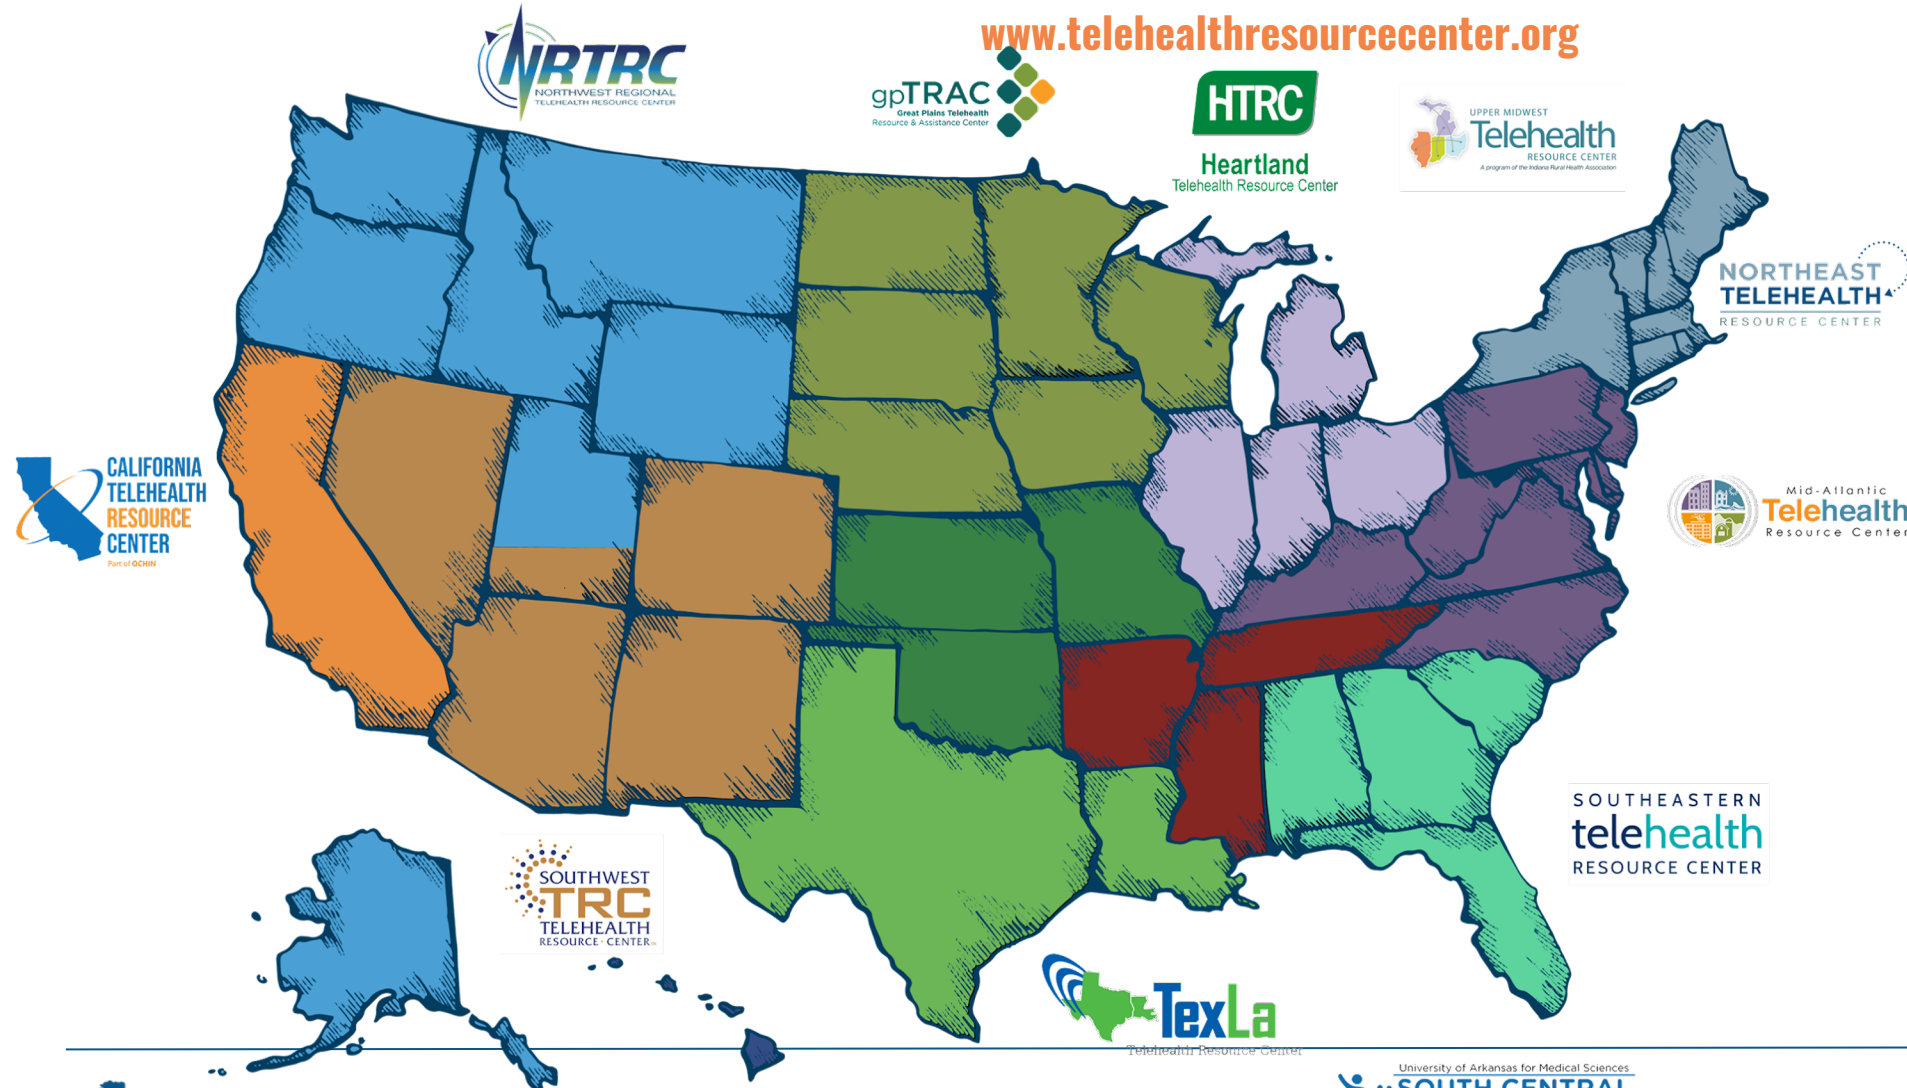 www.telehealthresourcecenter.org
NRTRC
NORTHWEST REGIONAL
TELEHEALTH RESOURCE CENTER
gpTRAC
Great Plains Telehealth
Resource & Assistance Center
HTRC
Heartland
Telehealth Resource Center
UPPER MIDWEST
Telehealth
RESOURCE CENTER
A program of the Indiana Rural Health Association
NORTHEAST
TELEHEALTH
RESOURCE CENTER
CALIFORNIA
TELEHEALTH
RESOURCE
CENTER
Part of OCHIN
Mid-Atlantic
Telehealth
Resource Center
SOUTHEASTERN
telehealth
RESOURCE CENTER
SOUTHWEST
TRC
TELEHEALTH
RESOURCE · CENTER
TexLa
Telehealth Resource Center
University of Arkansas for Medical Sciences
SOUTH CENTRAL